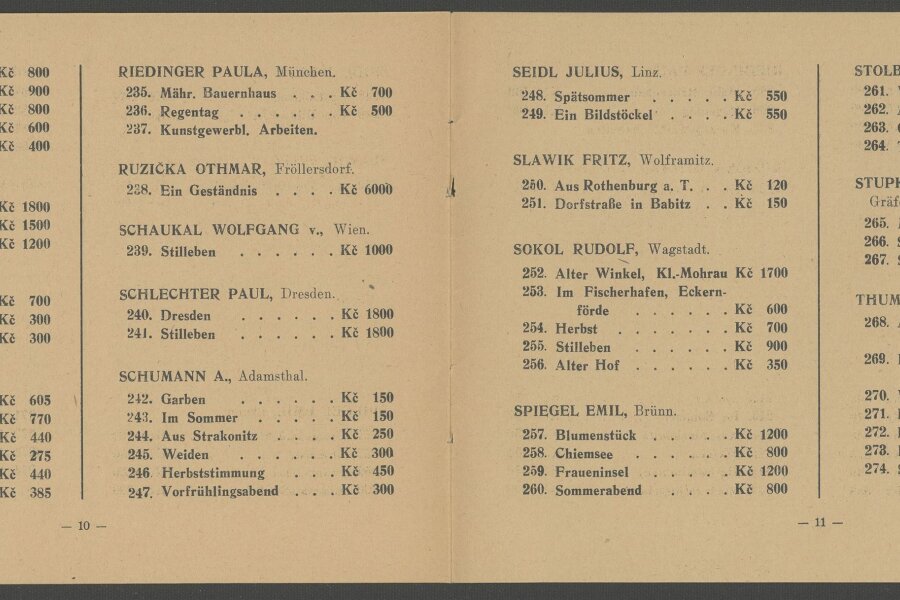 Kč 800
Kč 900
Kč 800
Kč 600
Kč 400
Kč 1800
Kč 1500
Kč 1200
Kč 700
Kč 300
Kč 300
Kč 605
Kč 770
Kč 440
Kč 275
Kč 440
Kč 385
RIEDINGER PAULA, München.
235. Mähr. Bauernhaus . . . Kč 700
236. Regentag . . . . . . Kč 500
237. Kunstgewerbl. Arbeiten.
RUZIČKA OTHMAR, Fröllersdorf.
238. Ein Geständnis . . . . Kč 6000
SCHAUKAL WOLFGANG v., Wien.
239. Stilleben . . . . . . Kč 1000
SCHLECHTER PAUL, Dresden.
240. Dresden . . . . . . Kč 1800
241. Stilleben . . . . . . Kč 1800
SCHUMANN A., Adamsthal.
242. Garben . . . . . . Kč 150
243. Im Sommer . . . . . Kč 150
244. Aus Strakonitz . . . . Kč 250
245. Weiden . . . . . . Kč 300
246. Herbststimmung . . . . Kč 450
247. Vorfrühlingsabend . . . Kč 300
— 10 —
SEIDL JULIUS, Linz.
248. Spätsommer . . . . . Kč 550
249. Ein Bildstöckel . . . . Kč 550
SLAWIK FRITZ, Wolframitz.
250. Aus Rothenburg a. T. . . Kč 120
251. Dorfstraße in Babitz . . Kč 150
SOKOL RUDOLF, Wagstadt.
252. Alter Winkel, Kl.-Mohrau Kč 1700
253. Im Fischerhafen, Eckern-
förde . . . . . . Kč 600
254. Herbst . . . . . . . Kč 700
255. Stilleben . . . . . . Kč 900
256. Alter Hof . . . . . . Kč 350
SPIEGEL EMIL, Brünn.
257. Blumenstück . . . . . Kč 1200
258. Chiemsee . . . . . . Kč 800
259. Fraueninsel . . . . . Kč 1200
260. Sommerabend . . . . . Kč 800
— 11 —
STOLB
261.
262.
263.
264.
STUPK
Gräfe
265.
266.
267.
THUM
268.
269.
270.
271.
272.
273.
274.